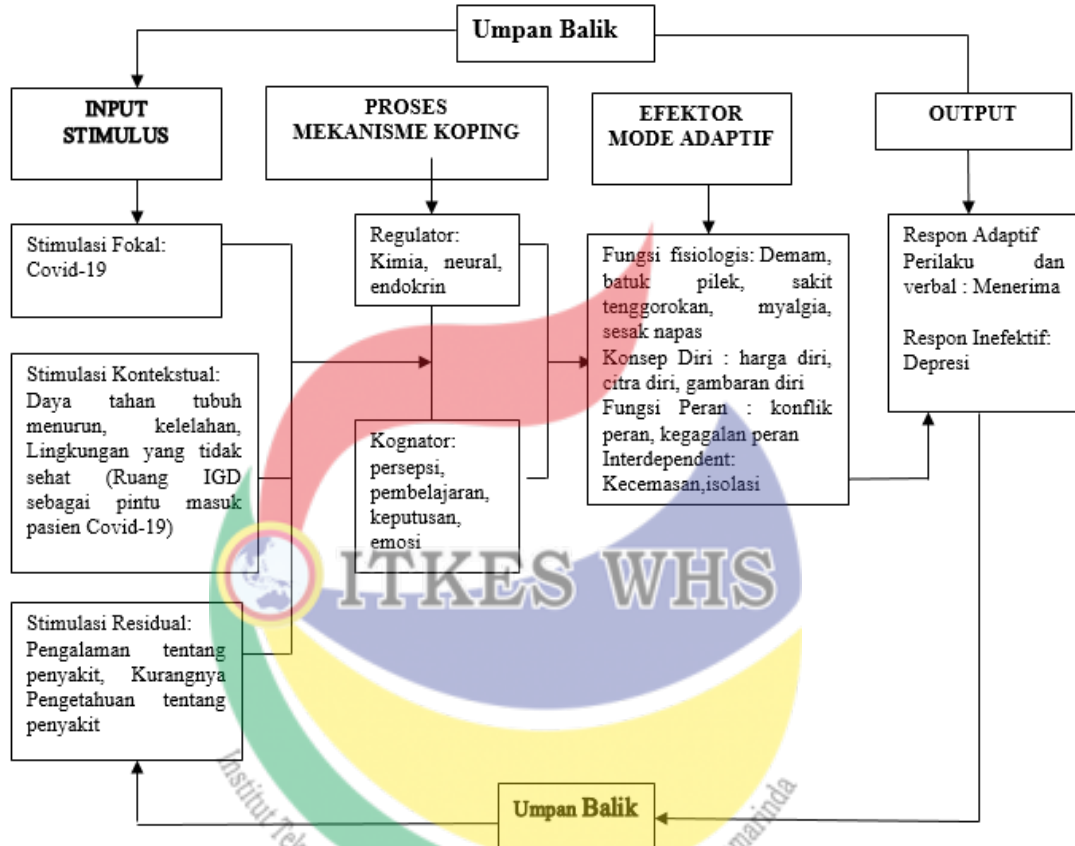 Umpan Balik
INPUT
STIMULUS
PROSES
MEKANISME KOPING
EFEKTOR
MODE ADAPTIF
OUTPUT
Stimulasi Fokal:
Covid-19
Stimulasi Kontekstual:
Daya tahan tubuh
menurun, kelelahan,
Lingkungan yang tidak
sehat (Ruang IGD
sebagai pintu masuk
pasien Covid-19)
Stimulasi Residual:
Pengalaman tentang
penyakit, Kurangnya
Pengetahuan tentang
penyakit
Regulator:
Kimia, neural,
endokrin
Kognator:
persepsi,
pembelajaran,
keputusan,
emosi
Fungsi fisiologis: Demam,
batuk pilek, sakit
tenggorokan, myalgia,
sesak napas
Konsep Diri : harga diri,
citra diri, gambaran diri
Fungsi Peran : konflik
peran, kegagalan peran
Interdependent:
Kecemasan,isolasi
Respon Adaptif
Perilaku dan
verbal : Menerima
Respon Inefektif:
Depresi
ITKES WHS
Umpan Balik
Institut